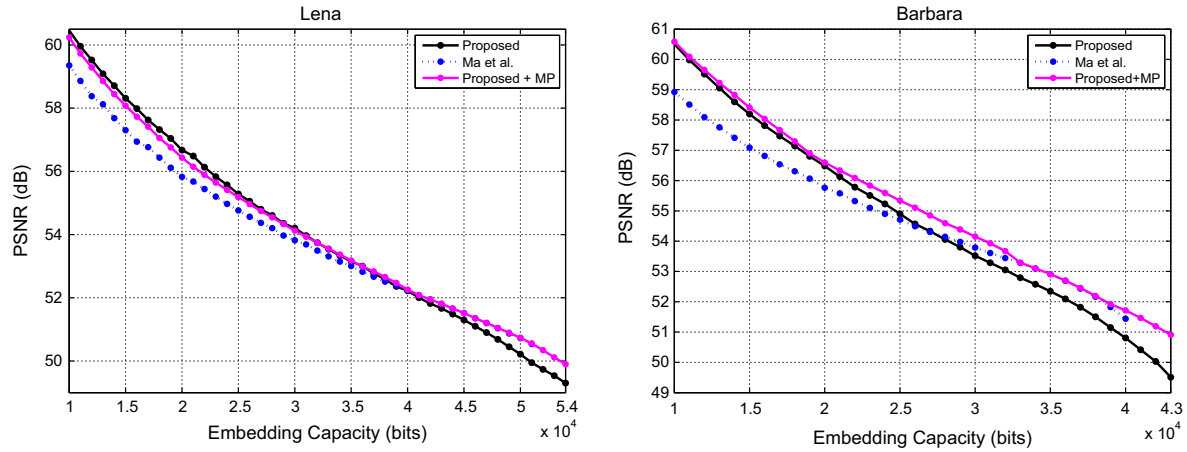 Lena
60
58
56
54
52
50
PSNR (dB)
Proposed
Ma et al.
Proposed + MP
1 1.5 2 2.5 3 3.5 4 4.5 5 5.4
x 10^4
Embedding Capacity (bits)
Barbara
61
60
59
58
57
56
55
54
53
52
51
50
49
PSNR (dB)
Proposed
Ma et al.
Proposed+MP
1 1.5 2 2.5 3 3.5 4 4.3
x 10^4
Embedding Capacity (bits)